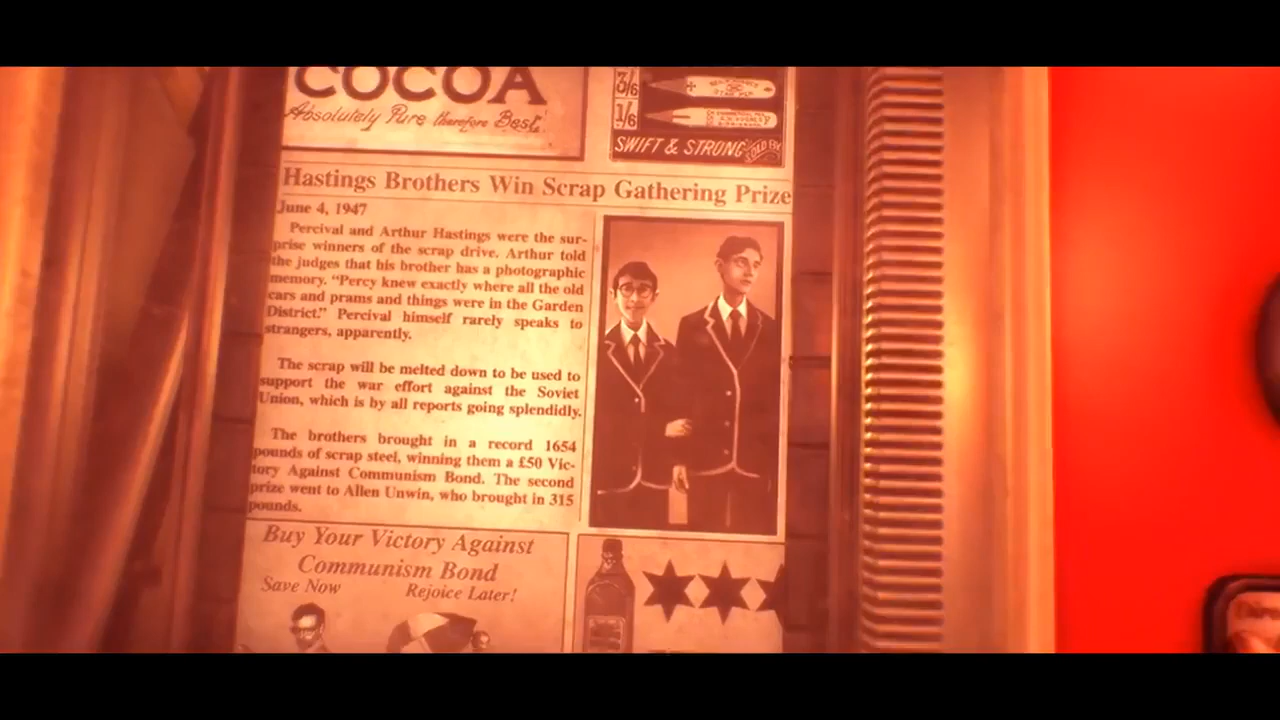 COCOA
Absolutely Pure therefore Best!
3/6
1/6
SWIFT & STRONG
SOLD BY
Hastings Brothers Win Scrap Gathering Prize
June 4, 1947
Percival and Arthur Hastings were the sur-
prise winners of the scrap drive. Arthur told
the judges that his brother has a photographic
memory. “Percy knew exactly where all the old
cars and prams and things were in the Garden
District.” Percival himself rarely speaks to
strangers, apparently.
The scrap will be melted down to be used to
support the war effort against the Soviet
Union, which is by all reports going splendidly.
The brothers brought in a record 1654
pounds of scrap steel, winning them a £50 Vic-
tory Against Communism Bond. The second
prize went to Allen Unwin, who brought in 315
pounds.
Buy Your Victory Against
Communism Bond
Save Now
Rejoice Later!